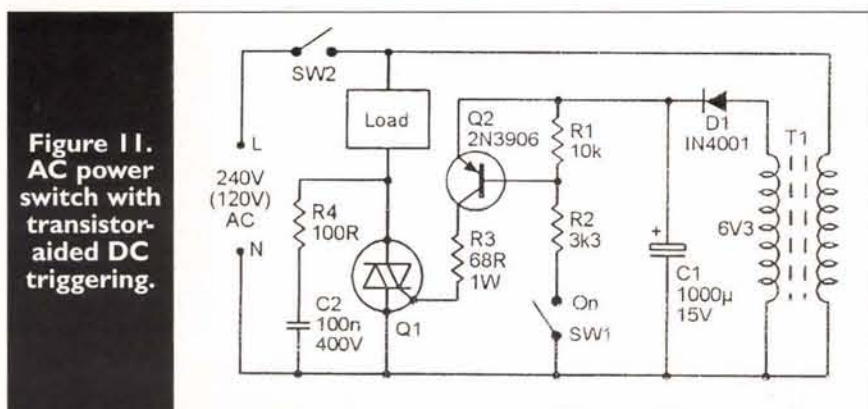 Figure 11.
AC power
switch with
transistor-
aided DC
triggering.
SW2
L
240V
(120V)
AC
N
Load
R4
100R
C2
100n
400V
Q1
Q2
2N3906
R3
68R
1W
R1
10k
R2
3k3
On
SW1
D1
IN4001
T1
6V3
+
C1
1000µ
15V